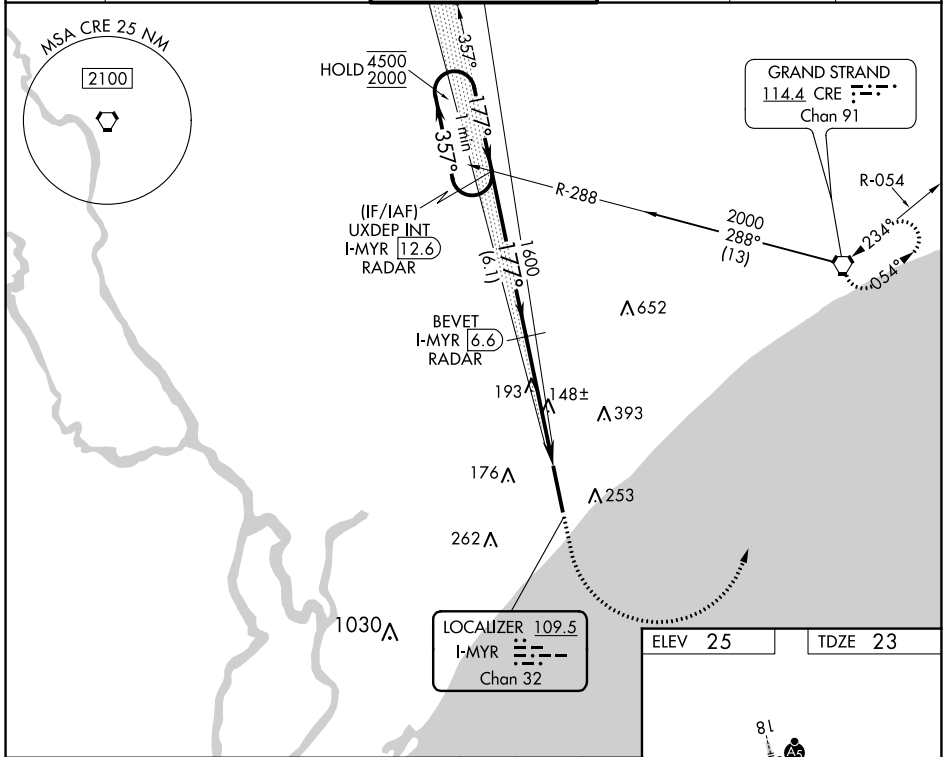 MSA CRE 25 NM
2100
HOLD 4500
2000
357°
177°
1 min
357°
GRAND STRAND
114.4 CRE
Chan 91
R-054
R-288
2000
288°
(13)
234°
054°
(IF/IAF)
UXDEP INT
I-MYR 12.6
RADAR
1600
177°
(6.1)
652
BEVET
I-MYR 6.6
RADAR
193
148±
393
176
253
262
1030
LOCALIZER 109.5
I-MYR
Chan 32
ELEV 25
TDZE 23
18
A5